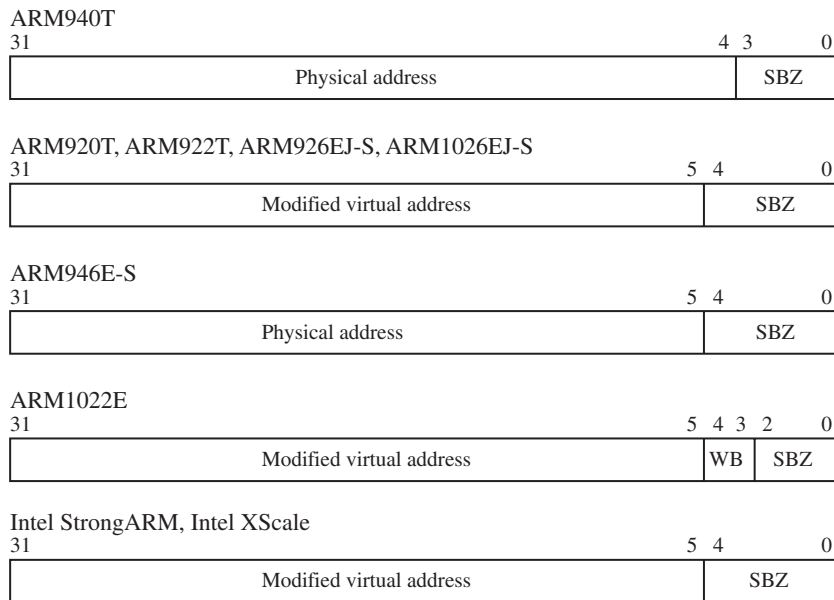 ARM940T
31 4 3 0
Physical address SBZ
ARM920T, ARM922T, ARM926EJ-S, ARM1026EJ-S
31 5 4 0
Modified virtual address SBZ
ARM946E-S
31 5 4 0
Physical address SBZ
ARM1022E
31 5 4 3 2 0
Modified virtual address WB SBZ
Intel StrongARM, Intel XScale
31 5 4 0
Modified virtual address SBZ